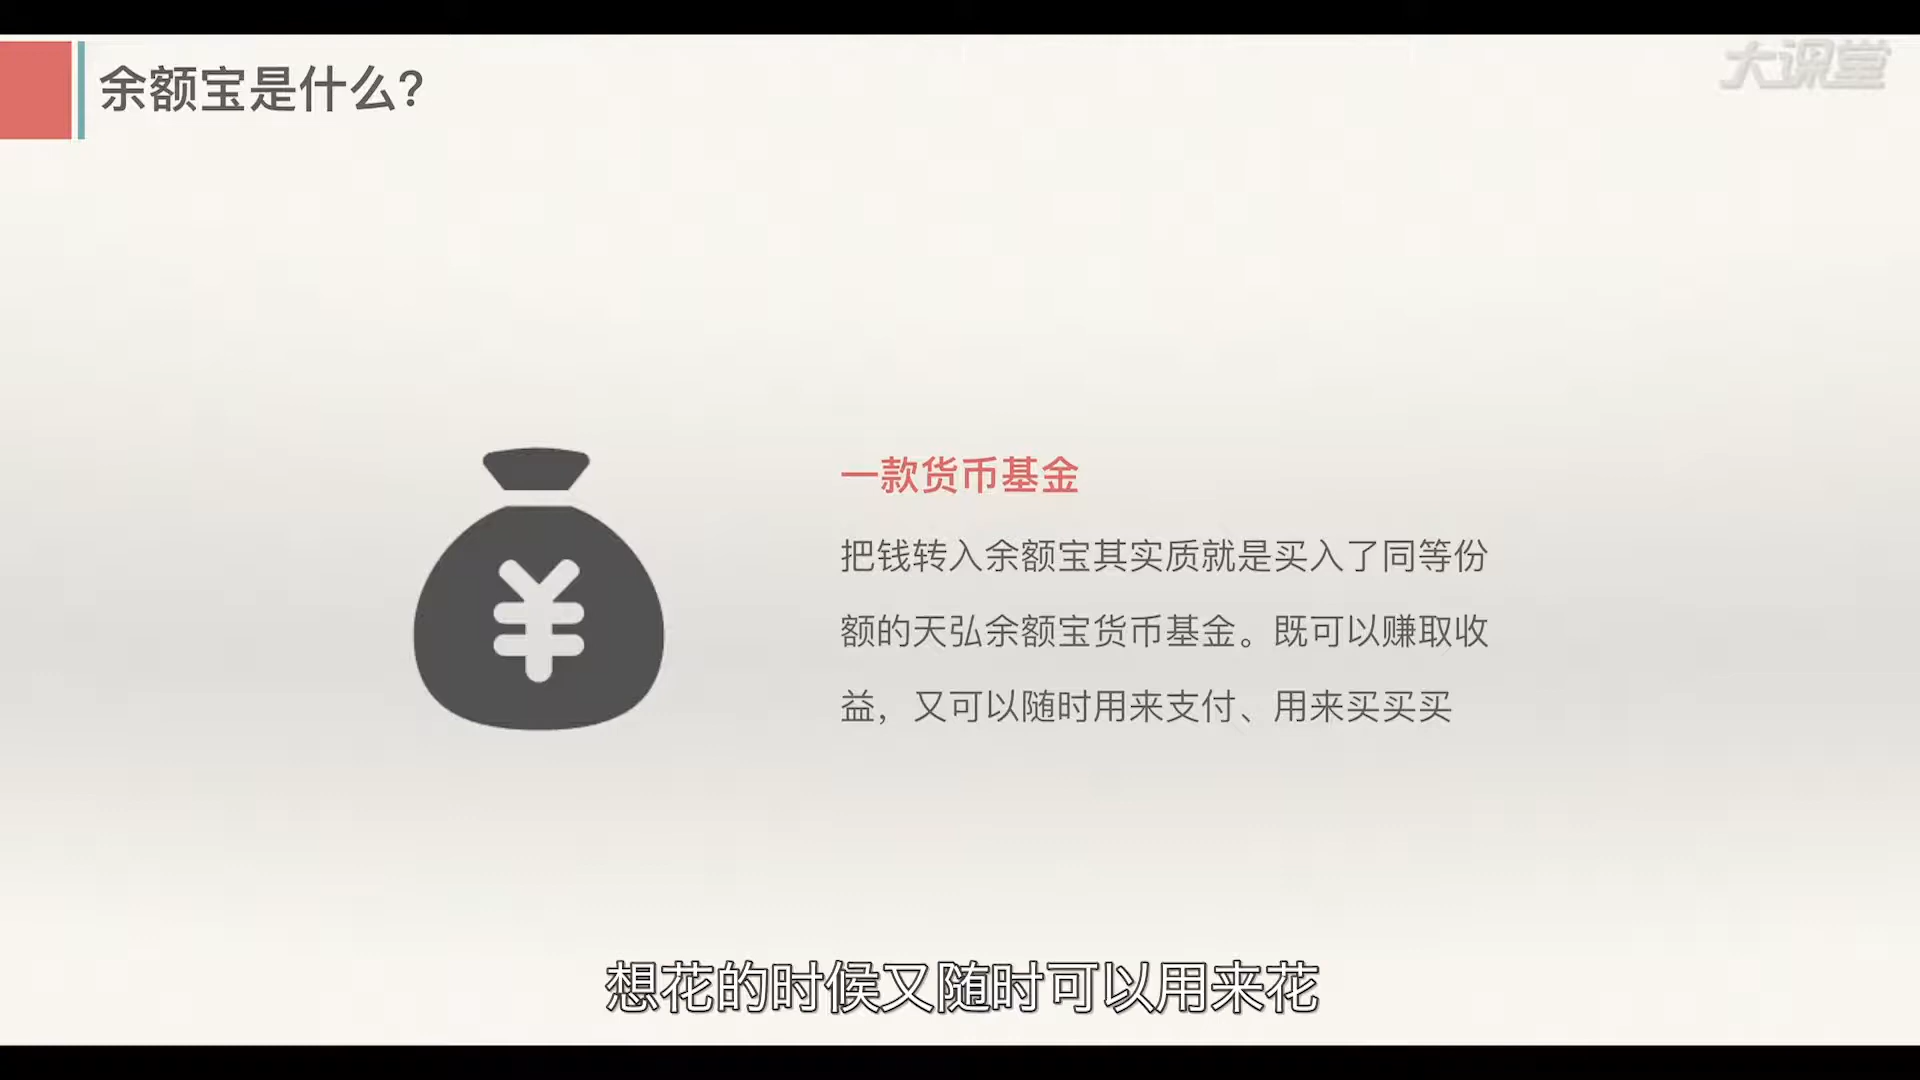 余额宝是什么?
大课堂
一款货币基金
把钱转入余额宝其实质就是买入了同等份
额的天弘余额宝货币基金。既可以赚取收
益，又可以随时用来支付、用来买买买
¥
想花的时候又随时可以用来花